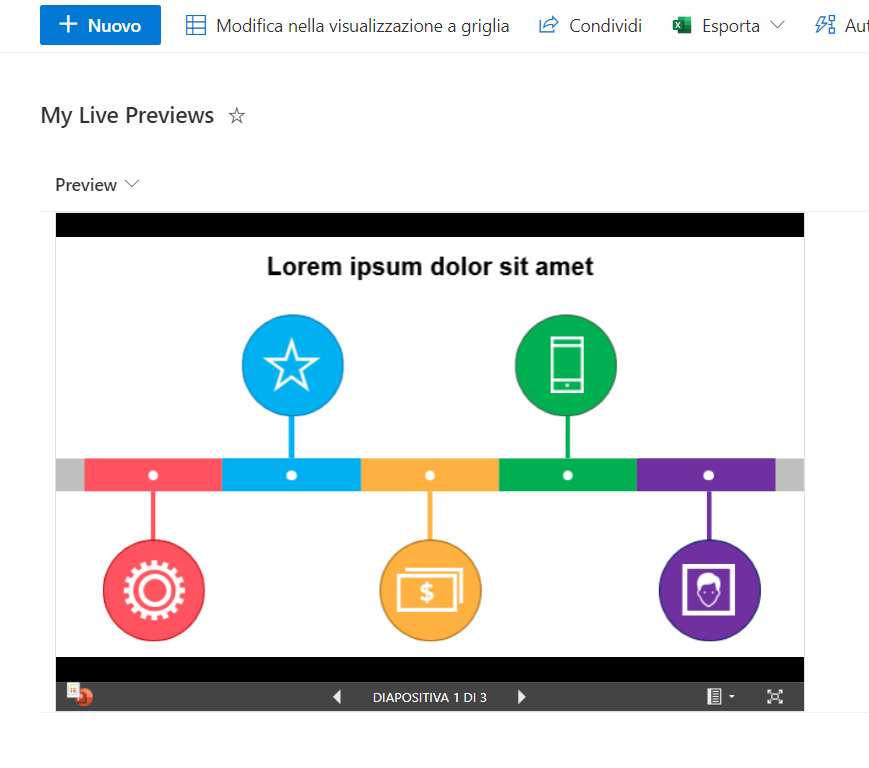 Nuovo Modifica nella visualizzazione a griglia Condividi Esporta Aut
My Live Previews
Preview
Lorem ipsum dolor sit amet
$
DIAPOSITIVA 1 DI 3